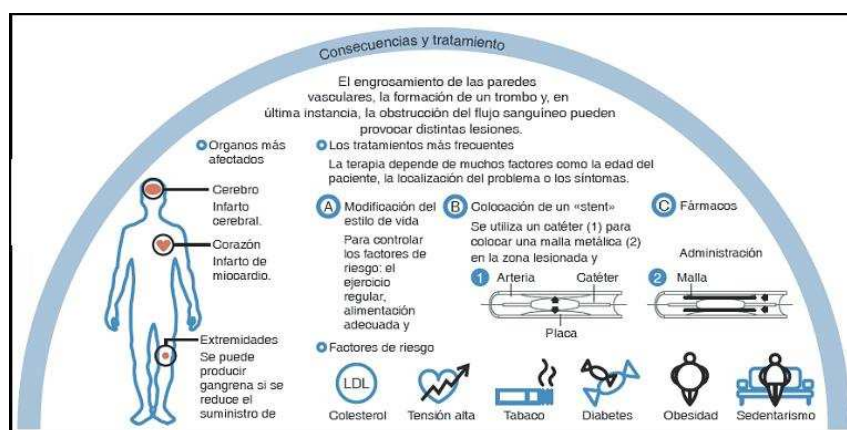 Consecuencias y tratamiento
El engrosamiento de las paredes
vasculares, la formación de un trombo y, en
última instancia, la obstrucción del flujo sanguíneo pueden
provocar distintas lesiones.
Organos más
afectados
Cerebro
Infarto
cerebral.
Corazón
Infarto de
miocardio.
Extremidades
Se puede
producir
gangrena si se
reduce el
suministro de
Los tratamientos más frecuentes
La terapia depende de muchos factores como la edad del
paciente, la localización del problema o los síntomas.
A Modificación del
estilo de vida
Para controlar
los factores de
riesgo: el
ejercicio
regular,
alimentación
adecuada y
B Colocación de un «stent»
Se utiliza un catéter (1) para
colocar una malla metálica (2)
en la zona lesionada y
C Fármacos
Administración
1 Arteria
Catéter
Placa
2 Malla
Factores de riesgo
LDL
Colesterol
Tensión alta
Tabaco
Diabetes
Obesidad
Sedentarismo